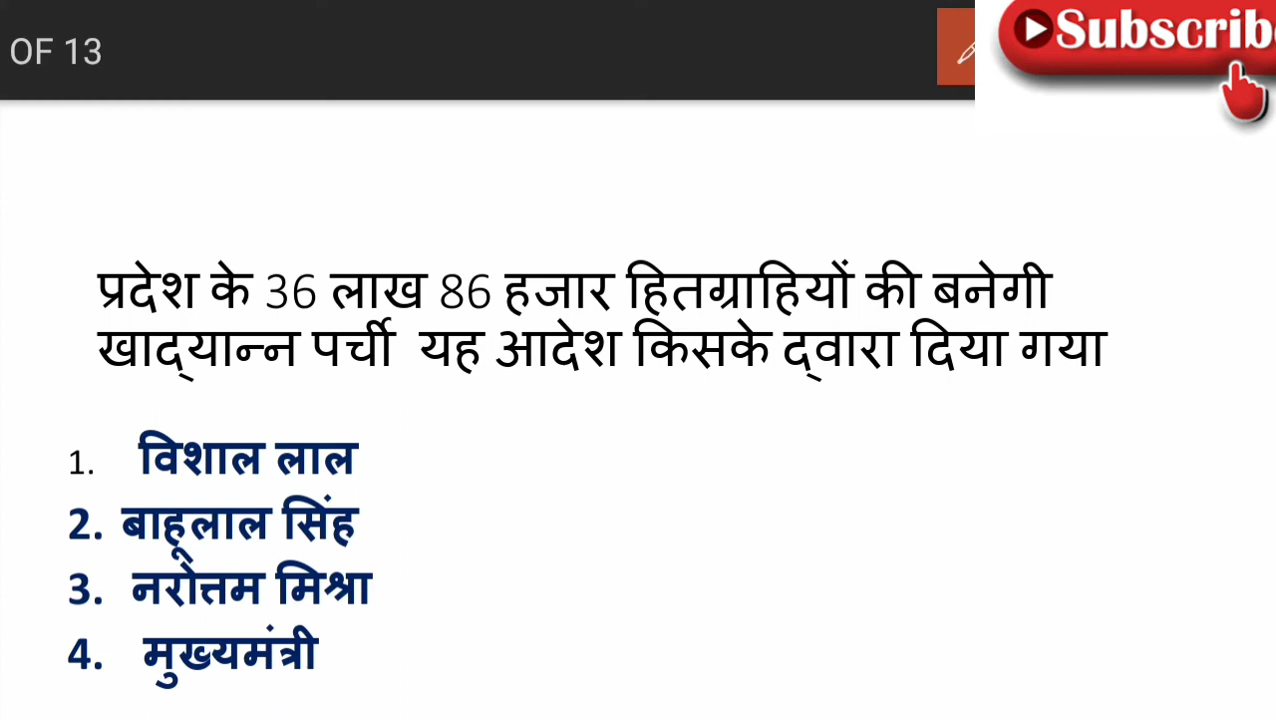 OF 13
Subscribe
प्रदेश के 36 लाख 86 हजार हितग्राहियों की बनेगी
खाद्यान्न पर्ची यह आदेश किसके द्वारा दिया गया
1. विशाल लाल
2. बाहूलाल सिंह
3. नरोत्तम मिश्रा
4. मुख्यमंत्री